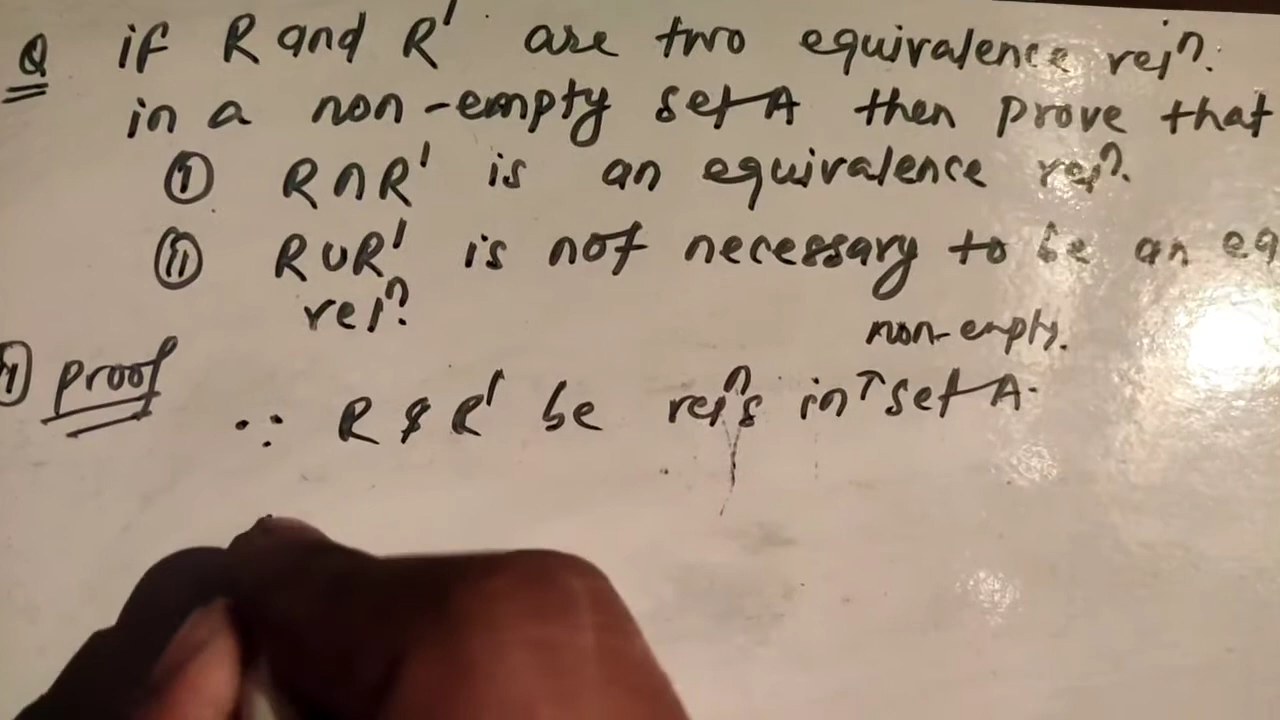 Q if R and R' are two equivalence relⁿ.
in a non-empty set A then prove that
(i) R∩R' is an equivalence relⁿ.
(ii) R∪R' is not necessary to be an eq
relⁿ.
non-empty.
(i) proof ∵ R & R' be relⁿs in ↑ set A.